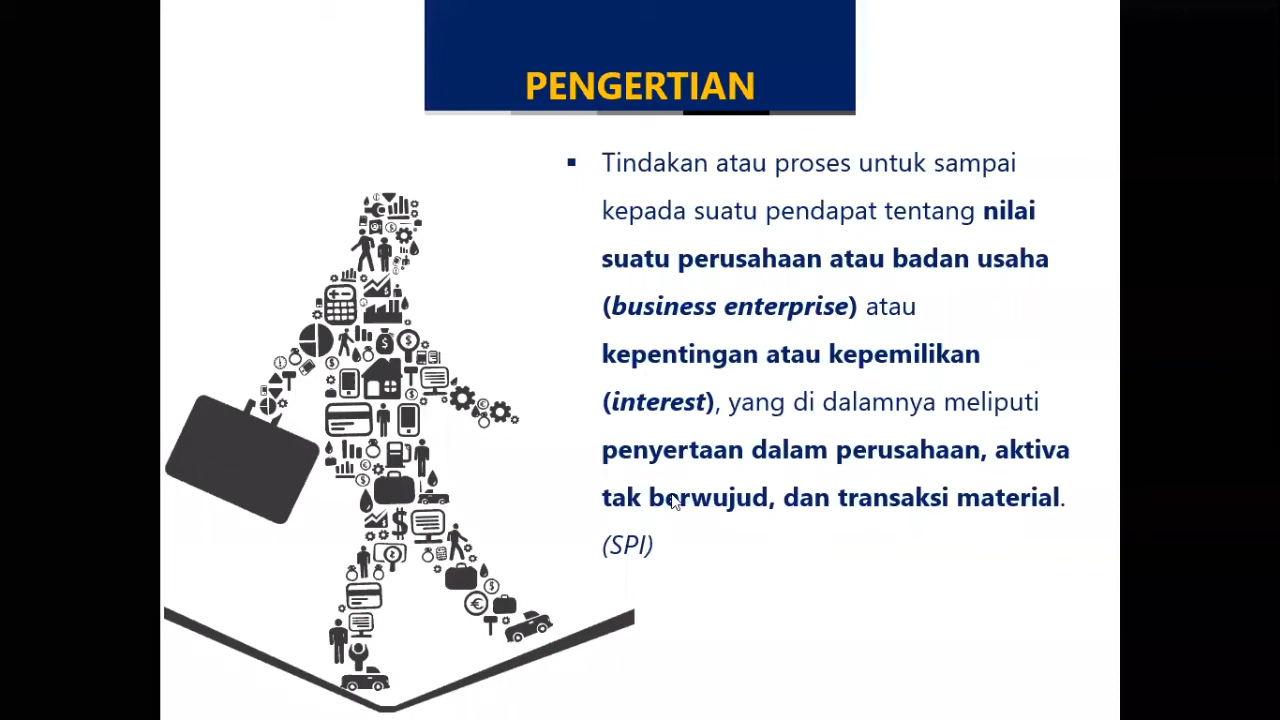 PENGERTIAN
▪ Tindakan atau proses untuk sampai
kepada suatu pendapat tentang nilai
suatu perusahaan atau badan usaha
(business enterprise) atau
kepentingan atau kepemilikan
(interest), yang di dalamnya meliputi
penyertaan dalam perusahaan, aktiva
tak berwujud, dan transaksi material.
(SPI)